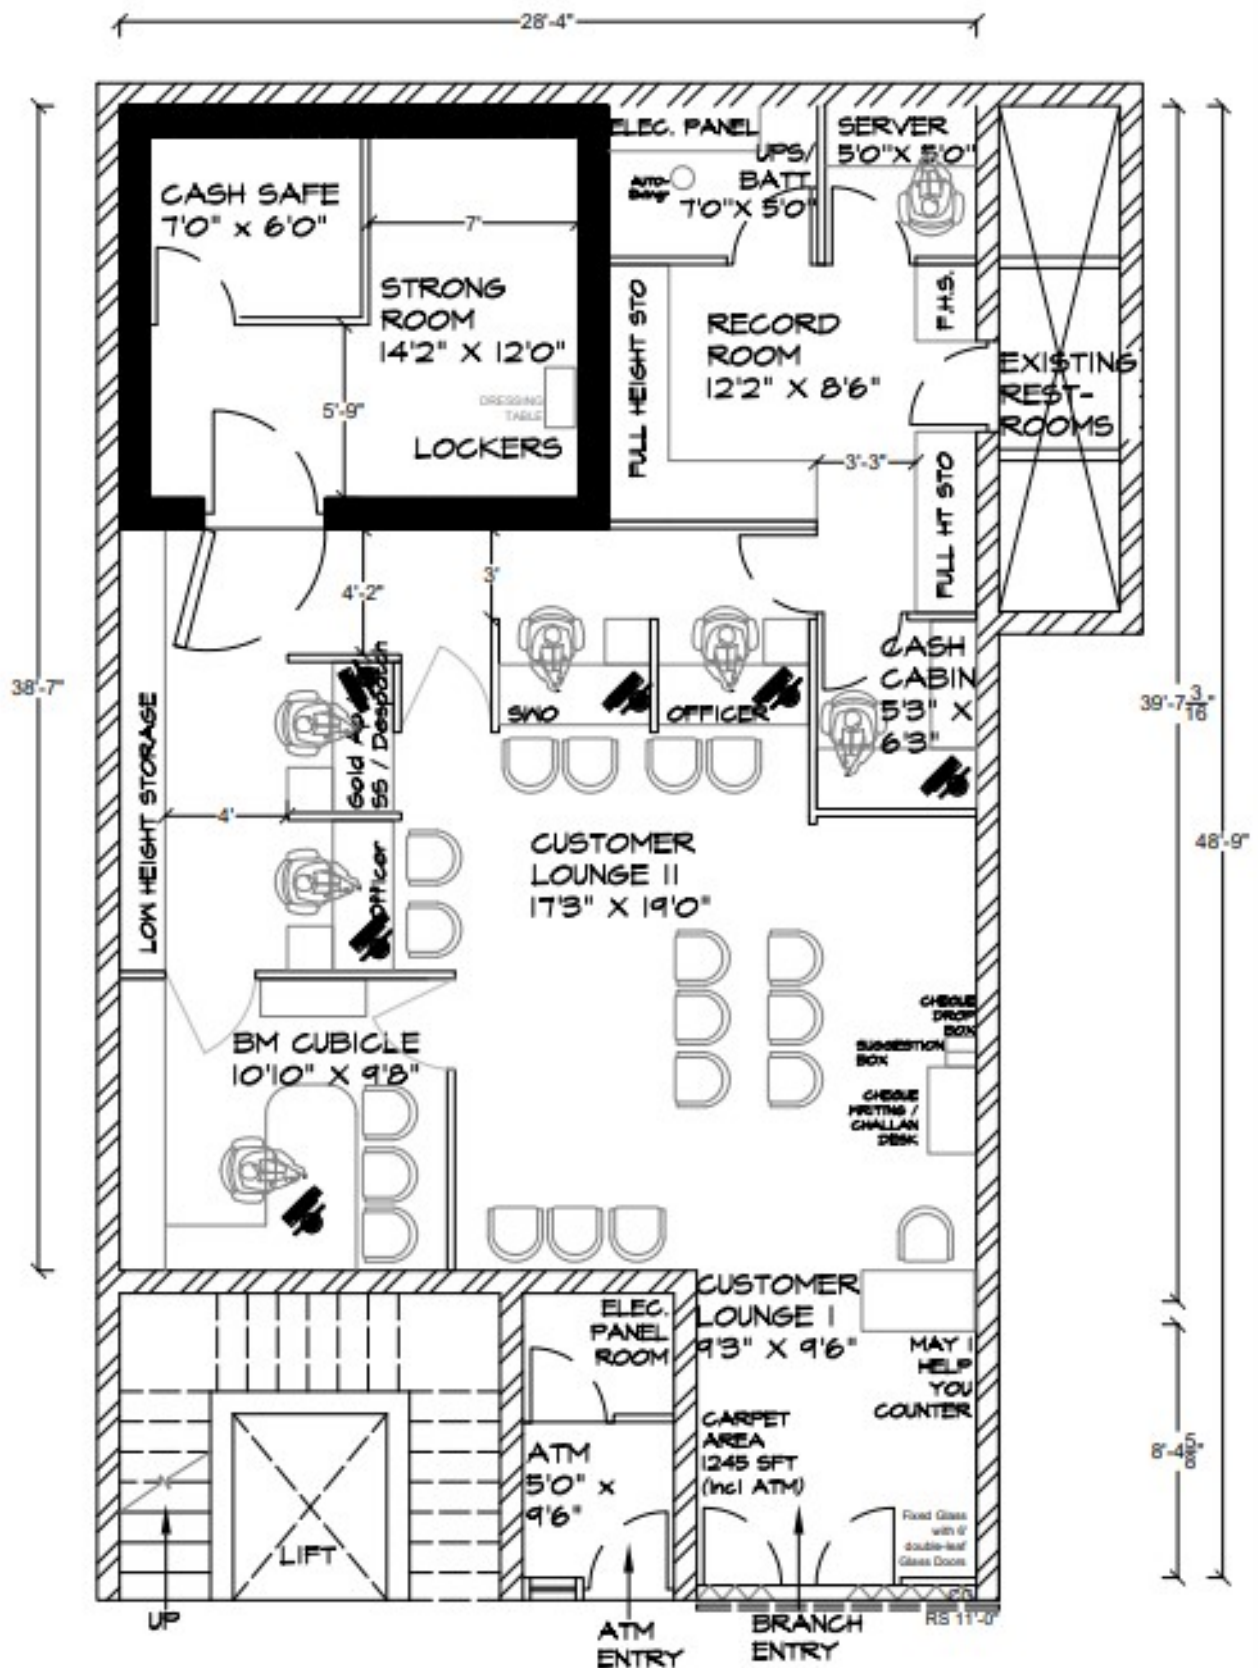 28'-4"
ELEC. PANEL
SERVER
5'0"X 5'0"
UPS/
BATT
7'0"X 5'0"
AUTO-
CASH SAFE
7'0" x 6'0"
7'
STRONG
ROOM
14'2" X 12'0"
DRESSING
TABLE
LOCKERS
5'-9"
FULL HEIGHT STO
RECORD
ROOM
12'2" X 8'6"
F.H.S.
EXISTING
REST-
ROOMS
3'-3"
FULL HT STO
4'-2"
3'
38'-7"
39'-7 3/16"
48'-9"
CASH
CABIN
5'3" X
6'3"
SWO
OFFICER
LOW HEIGHT STORAGE
Gold
SS / Despatch
4'
Officer
CUSTOMER
LOUNGE II
17'3" X 19'0"
CHEQUE
DROP
BOX
SUGGESTION
BOX
CHEQUE
WRITING /
CHALLAN
DESK
BM CUBICLE
10'10" X 9'8"
CUSTOMER
LOUNGE I
9'3" X 9'6"
ELEC.
PANEL
ROOM
MAY I
HELP
YOU
COUNTER
CARPET
AREA
1245 SFT
(Incl ATM)
ATM
5'0" x
9'6"
8'-4 5/8"
Fixed Glass
with 6'
double-leaf
Glass Doors
LIFT
UP
ATM
ENTRY
BRANCH
ENTRY
RS 11'-0"